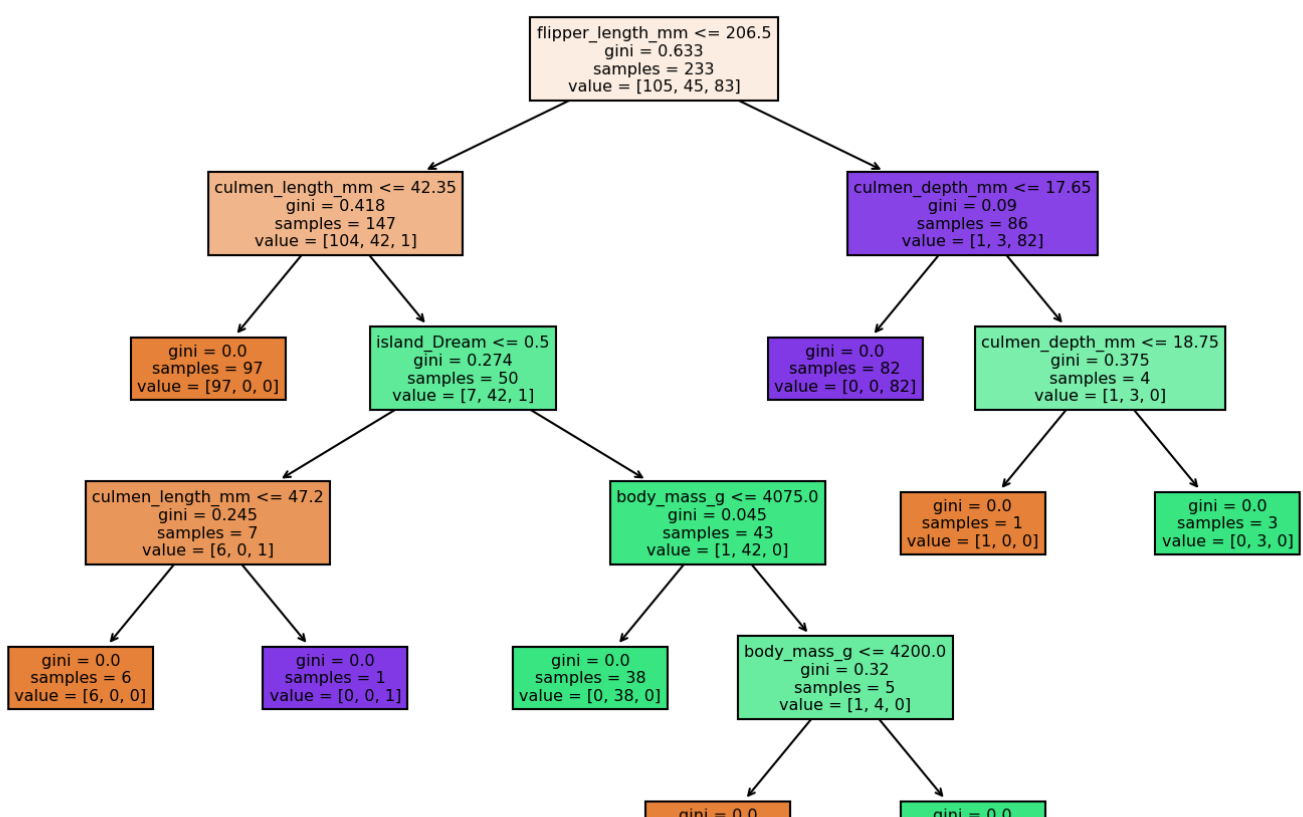 flipper_length_mm <= 206.5
gini = 0.633
samples = 233
value = [105, 45, 83]
culmen_length_mm <= 42.35
gini = 0.418
samples = 147
value = [104, 42, 1]
culmen_depth_mm <= 17.65
gini = 0.09
samples = 86
value = [1, 3, 82]
gini = 0.0
samples = 97
value = [97, 0, 0]
island_Dream <= 0.5
gini = 0.274
samples = 50
value = [7, 42, 1]
gini = 0.0
samples = 82
value = [0, 0, 82]
culmen_depth_mm <= 18.75
gini = 0.375
samples = 4
value = [1, 3, 0]
culmen_length_mm <= 47.2
gini = 0.245
samples = 7
value = [6, 0, 1]
body_mass_g <= 4075.0
gini = 0.045
samples = 43
value = [1, 42, 0]
gini = 0.0
samples = 1
value = [1, 0, 0]
gini = 0.0
samples = 3
value = [0, 3, 0]
gini = 0.0
samples = 6
value = [6, 0, 0]
gini = 0.0
samples = 1
value = [0, 0, 1]
gini = 0.0
samples = 38
value = [0, 38, 0]
body_mass_g <= 4200.0
gini = 0.32
samples = 5
value = [1, 4, 0]
gini = 0.0
gini = 0.0